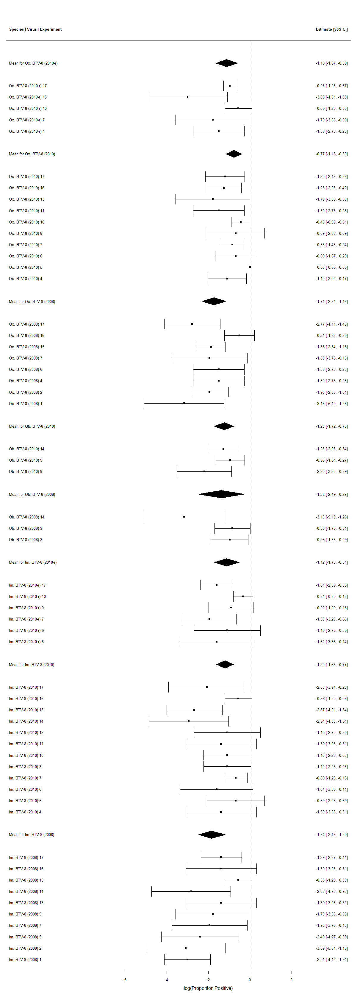 Species | Virus | Experiment Estimate [95% CI]
Mean for Ox. BTV-8 (2010-r) -1.13 [-1.67, -0.59]
Ox. BTV-8 (2010-r) 17 -0.98 [-1.28, -0.67]
Ox. BTV-8 (2010-r) 15 -3.00 [-4.91, -1.09]
Ox. BTV-8 (2010-r) 10 -0.56 [-1.20, 0.08]
Ox. BTV-8 (2010-r) 7 -1.79 [-3.58, -0.00]
Ox. BTV-8 (2010-r) 4 -1.50 [-2.73, -0.28]
Mean for Ox. BTV-8 (2010) -0.77 [-1.16, -0.39]
Ox. BTV-8 (2010) 17 -1.20 [-2.15, -0.26]
Ox. BTV-8 (2010) 16 -1.25 [-2.08, -0.42]
Ox. BTV-8 (2010) 13 -1.79 [-3.58, -0.00]
Ox. BTV-8 (2010) 11 -1.50 [-2.73, -0.28]
Ox. BTV-8 (2010) 10 -0.45 [-0.90, -0.01]
Ox. BTV-8 (2010) 8 -0.69 [-2.08, 0.69]
Ox. BTV-8 (2010) 7 -0.85 [-1.45, -0.24]
Ox. BTV-8 (2010) 6 -0.69 [-1.67, 0.29]
Ox. BTV-8 (2010) 5 0.00 [ 0.00, 0.00]
Ox. BTV-8 (2010) 4 -1.10 [-2.02, -0.17]
Mean for Ox. BTV-8 (2008) -1.74 [-2.31, -1.16]
Ox. BTV-8 (2008) 17 -2.77 [-4.11, -1.43]
Ox. BTV-8 (2008) 16 -0.51 [-1.23, 0.20]
Ox. BTV-8 (2008) 15 -1.86 [-2.54, -1.18]
Ox. BTV-8 (2008) 7 -1.95 [-3.76, -0.13]
Ox. BTV-8 (2008) 6 -1.50 [-2.73, -0.28]
Ox. BTV-8 (2008) 4 -1.50 [-2.73, -0.28]
Ox. BTV-8 (2008) 2 -1.95 [-2.85, -1.04]
Ox. BTV-8 (2008) 1 -3.18 [-5.10, -1.26]
Mean for Ob. BTV-8 (2010) -1.25 [-1.72, -0.78]
Ob. BTV-8 (2010) 14 -1.28 [-2.03, -0.54]
Ob. BTV-8 (2010) 9 -0.96 [-1.64, -0.27]
Ob. BTV-8 (2010) 8 -2.20 [-3.50, -0.89]
Mean for Ob. BTV-8 (2008) -1.38 [-2.49, -0.27]
Ob. BTV-8 (2008) 14 -3.18 [-5.10, -1.26]
Ob. BTV-8 (2008) 9 -0.85 [-1.70, 0.01]
Ob. BTV-8 (2008) 3 -0.98 [-1.88, -0.09]
Mean for Im. BTV-8 (2010-r) -1.12 [-1.73, -0.51]
Im. BTV-8 (2010-r) 17 -1.61 [-2.39, -0.83]
Im. BTV-8 (2010-r) 10 -0.34 [-0.80, 0.13]
Im. BTV-8 (2010-r) 9 -0.92 [-1.99, 0.16]
Im. BTV-8 (2010-r) 7 -1.95 [-3.23, -0.66]
Im. BTV-8 (2010-r) 6 -1.10 [-2.70, 0.50]
Im. BTV-8 (2010-r) 5 -1.61 [-3.36, 0.14]
Mean for Im. BTV-8 (2010) -1.20 [-1.63, -0.77]
Im. BTV-8 (2010) 17 -2.08 [-3.91, -0.25]
Im. BTV-8 (2010) 16 -0.56 [-1.20, 0.08]
Im. BTV-8 (2010) 15 -2.67 [-4.01, -1.34]
Im. BTV-8 (2010) 14 -2.94 [-4.85, -1.04]
Im. BTV-8 (2010) 12 -1.10 [-2.70, 0.50]
Im. BTV-8 (2010) 11 -1.39 [-3.08, 0.31]
Im. BTV-8 (2010) 10 -1.10 [-2.23, 0.03]
Im. BTV-8 (2010) 8 -1.10 [-2.23, 0.03]
Im. BTV-8 (2010) 7 -0.69 [-1.26, -0.13]
Im. BTV-8 (2010) 6 -1.61 [-3.36, 0.14]
Im. BTV-8 (2010) 5 -0.69 [-2.08, 0.69]
Im. BTV-8 (2010) 4 -1.39 [-3.08, 0.31]
Mean for Im. BTV-8 (2008) -1.84 [-2.48, -1.20]
Im. BTV-8 (2008) 17 -1.39 [-2.37, -0.41]
Im. BTV-8 (2008) 16 -1.39 [-3.08, 0.31]
Im. BTV-8 (2008) 15 -0.56 [-1.20, 0.08]
Im. BTV-8 (2008) 14 -2.83 [-4.73, -0.93]
Im. BTV-8 (2008) 13 -1.39 [-3.08, 0.31]
Im. BTV-8 (2008) 9 -1.79 [-3.58, -0.00]
Im. BTV-8 (2008) 7 -1.95 [-3.76, -0.13]
Im. BTV-8 (2008) 5 -2.40 [-4.27, -0.53]
Im. BTV-8 (2008) 2 -3.09 [-5.01, -1.18]
Im. BTV-8 (2008) 1 -3.01 [-4.12, -1.91]
-6 -4 -2 0 2
log(Proportion Positive)